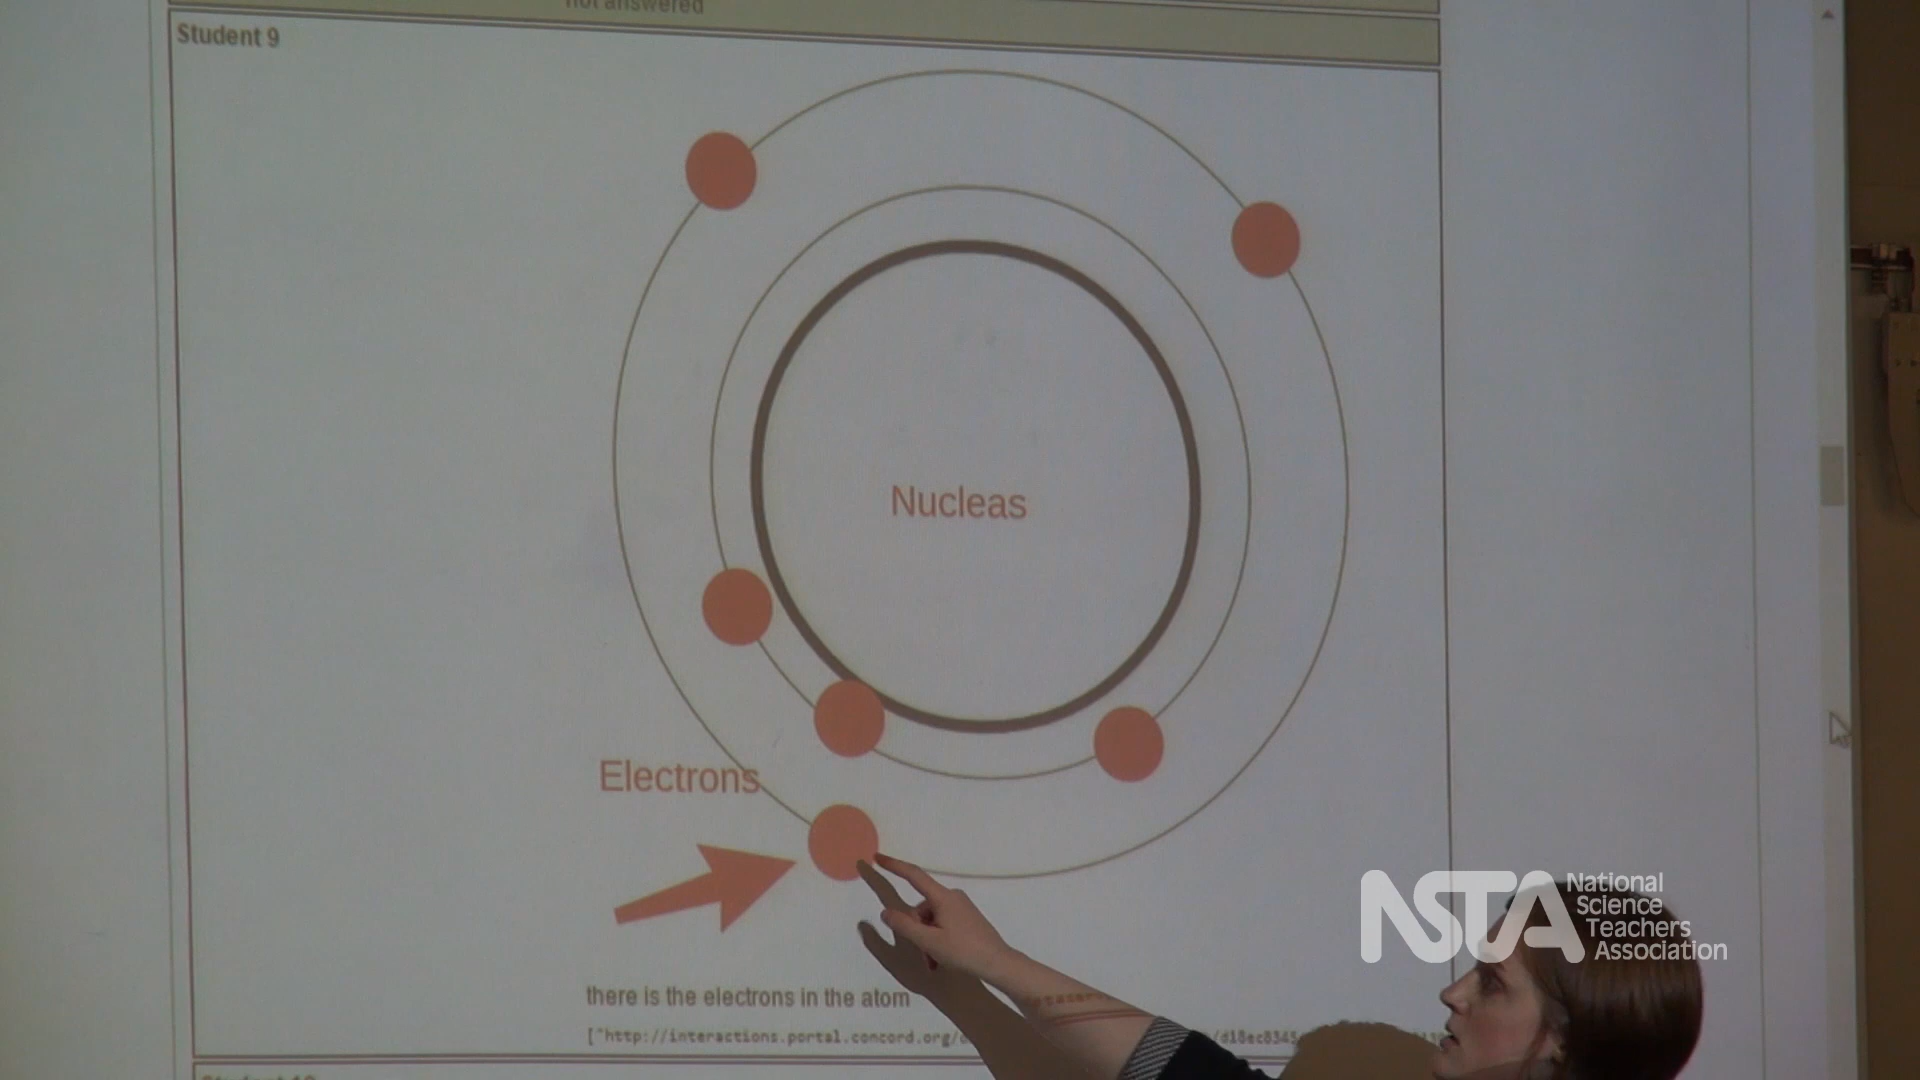 not answered
Student 9
Nucleas
Electrons
there is the electrons in the atom
["http://interactions.portal.concord.org/
/d18ec8345
NSTA
National
Science
Teachers
Association